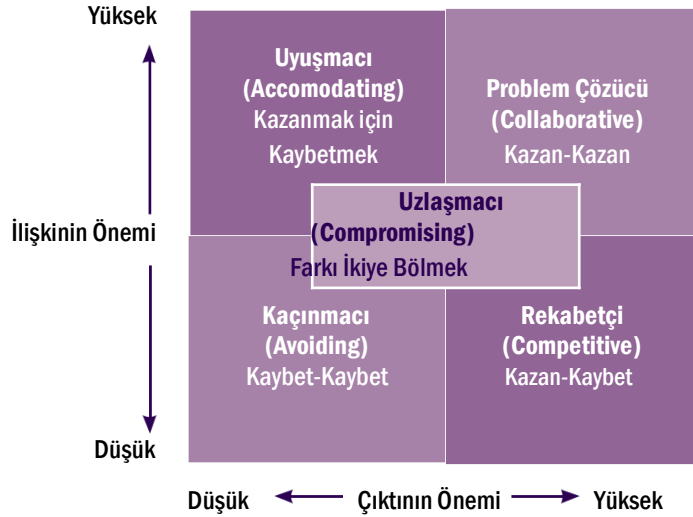 Yüksek
Uyuşmacı
(Accomodating)
Kazanmak için
Kaybetmek
Problem Çözücü
(Collaborative)
Kazan-Kazan
İlişkinin Önemi
Uzlaşmacı
(Compromising)
Farkı İkiye Bölmek
Kaçınmacı
(Avoiding)
Kaybet-Kaybet
Rekabetçi
(Competitive)
Kazan-Kaybet
Düşük
Düşük
Çıktının Önemi
Yüksek